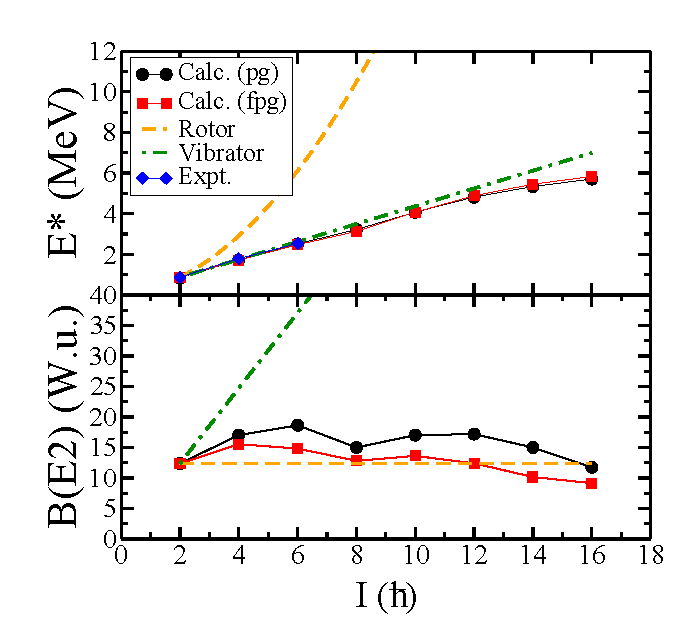 12
10
8
6
4
2
E* (MeV)
Calc. (pg)
Calc. (fpg)
Rotor
Vibrator
Expt.
40
35
30
25
20
15
10
5
0
B(E2) (W.u.)
0 2 4 6 8 10 12 14 16 18
I (ħ)